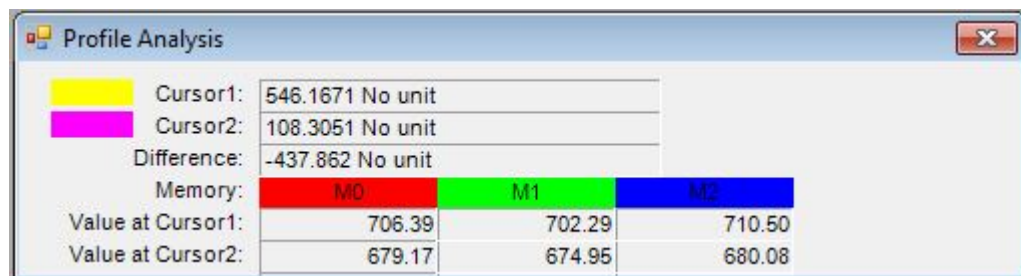 Profile Analysis
Cursor1: 546.1671 No unit
Cursor2: 108.3051 No unit
Difference: -437.862 No unit
Memory: M0 M1 M2
Value at Cursor1: 706.39 702.29 710.50
Value at Cursor2: 679.17 674.95 680.08